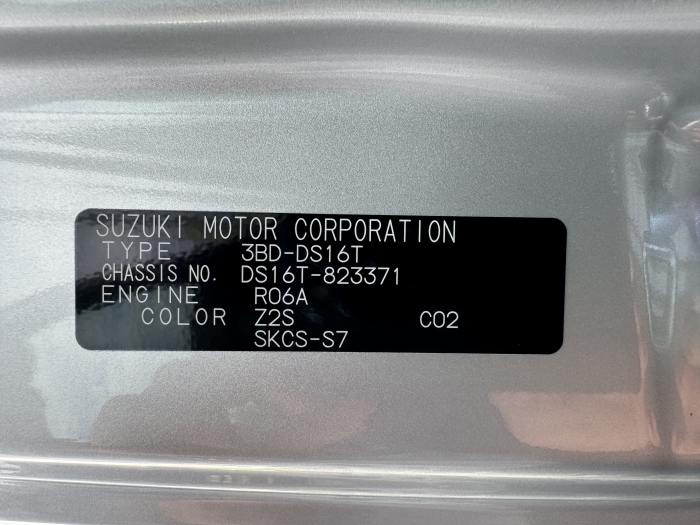 SUZUKI MOTOR CORPORATION
TYPE 3BD-DS16T
CHASSIS NO. DS16T-823371
ENGINE R06A
COLOR Z2S C02
SKCS-S7